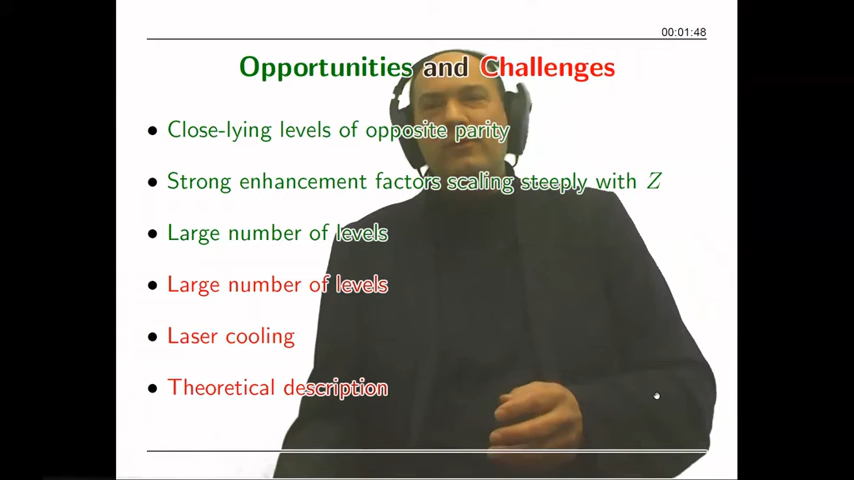 00:01:48
Opportunities and Challenges
• Close-lying levels of opposite parity
• Strong enhancement factors scaling steeply with Z
• Large number of levels
• Large number of levels
• Laser cooling
• Theoretical description